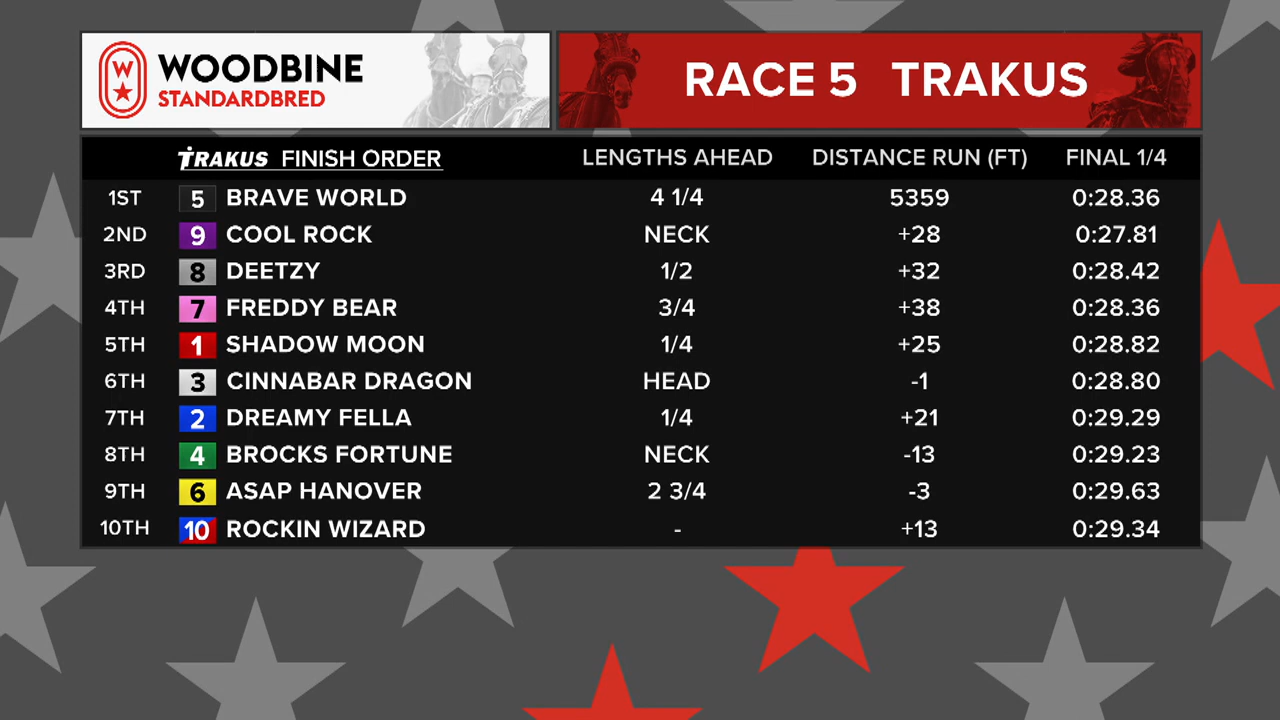 W
WOODBINE
STANDARDBRED
RACE 5 TRAKUS
TRAKUS FINISH ORDER LENGTHS AHEAD DISTANCE RUN (FT) FINAL 1/4
1ST 5 BRAVE WORLD 4 1/4 5359 0:28.36
2ND 9 COOL ROCK NECK +28 0:27.81
3RD 8 DEETZY 1/2 +32 0:28.42
4TH 7 FREDDY BEAR 3/4 +38 0:28.36
5TH 1 SHADOW MOON 1/4 +25 0:28.82
6TH 3 CINNABAR DRAGON HEAD -1 0:28.80
7TH 2 DREAMY FELLA 1/4 +21 0:29.29
8TH 4 BROCKS FORTUNE NECK -13 0:29.23
9TH 6 ASAP HANOVER 2 3/4 -3 0:29.63
10TH 10 ROCKIN WIZARD - +13 0:29.34